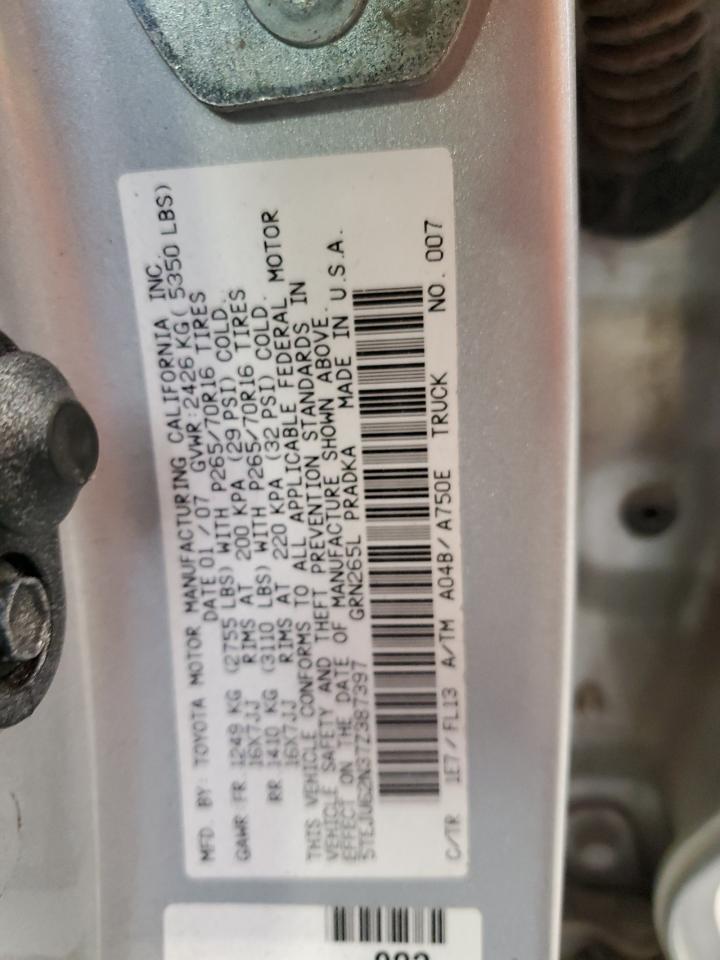 MFD. BY: TOYOTA MOTOR MANUFACTURING CALIFORNIA INC.
DATE 01/07 GVWR:2426 KG( 5350 LBS)
GAWR FR 1249 KG (2755 LBS) WITH P265/70R16 TIRES
16X7JJ RIMS AT 200 KPA (29 PSI) COLD.
RR 1410 KG (3110 LBS) WITH P265/70R16 TIRES
16X7JJ RIMS AT 220 KPA (32 PSI) COLD.
THIS VEHICLE CONFORMS TO ALL APPLICABLE FEDERAL MOTOR
VEHICLE SAFETY AND THEFT PREVENTION STANDARDS IN
EFFECT ON THE DATE OF MANUFACTURE SHOWN ABOVE.
5TEJU62N37Z387397 GRN265L PRADKA MADE IN U.S.A.
C/TR 1E7/FL13 A/TM A04B/A750E TRUCK NO. 007